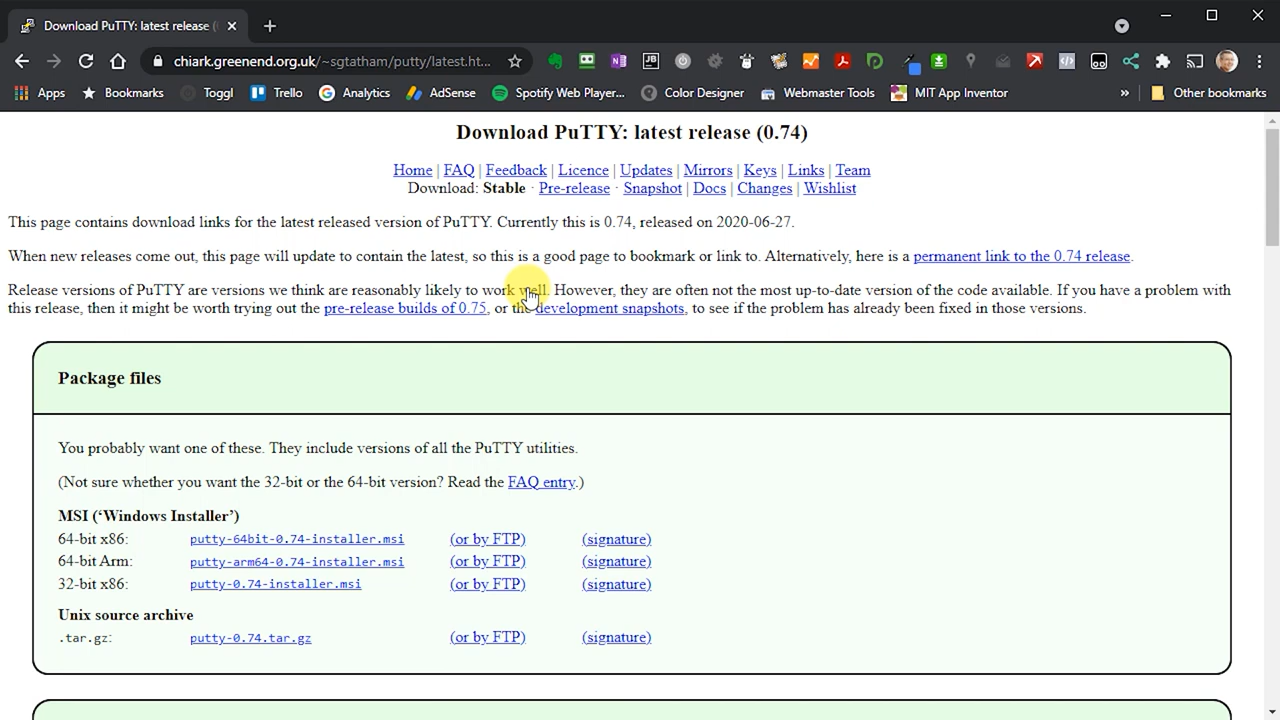 Download PuTTY: latest release (
chiark.greenend.org.uk/~sgtatham/putty/latest.ht...
Apps Bookmarks Toggl Trello Analytics AdSense Spotify Web Player... Color Designer Webmaster Tools MIT App Inventor » Other bookmarks
Download PuTTY: latest release (0.74)
Home | FAQ | Feedback | Licence | Updates | Mirrors | Keys | Links | Team
Download: Stable · Pre-release · Snapshot | Docs | Changes | Wishlist
This page contains download links for the latest released version of PuTTY. Currently this is 0.74, released on 2020-06-27.
When new releases come out, this page will update to contain the latest, so this is a good page to bookmark or link to. Alternatively, here is a permanent link to the 0.74 release.
Release versions of PuTTY are versions we think are reasonably likely to work well. However, they are often not the most up-to-date version of the code available. If you have a problem with
this release, then it might be worth trying out the pre-release builds of 0.75, or the development snapshots, to see if the problem has already been fixed in those versions.
Package files
You probably want one of these. They include versions of all the PuTTY utilities.
(Not sure whether you want the 32-bit or the 64-bit version? Read the FAQ entry.)
MSI (‘Windows Installer’)
64-bit x86: putty-64bit-0.74-installer.msi (or by FTP) (signature)
64-bit Arm: putty-arm64-0.74-installer.msi (or by FTP) (signature)
32-bit x86: putty-0.74-installer.msi (or by FTP) (signature)
Unix source archive
.tar.gz: putty-0.74.tar.gz (or by FTP) (signature)